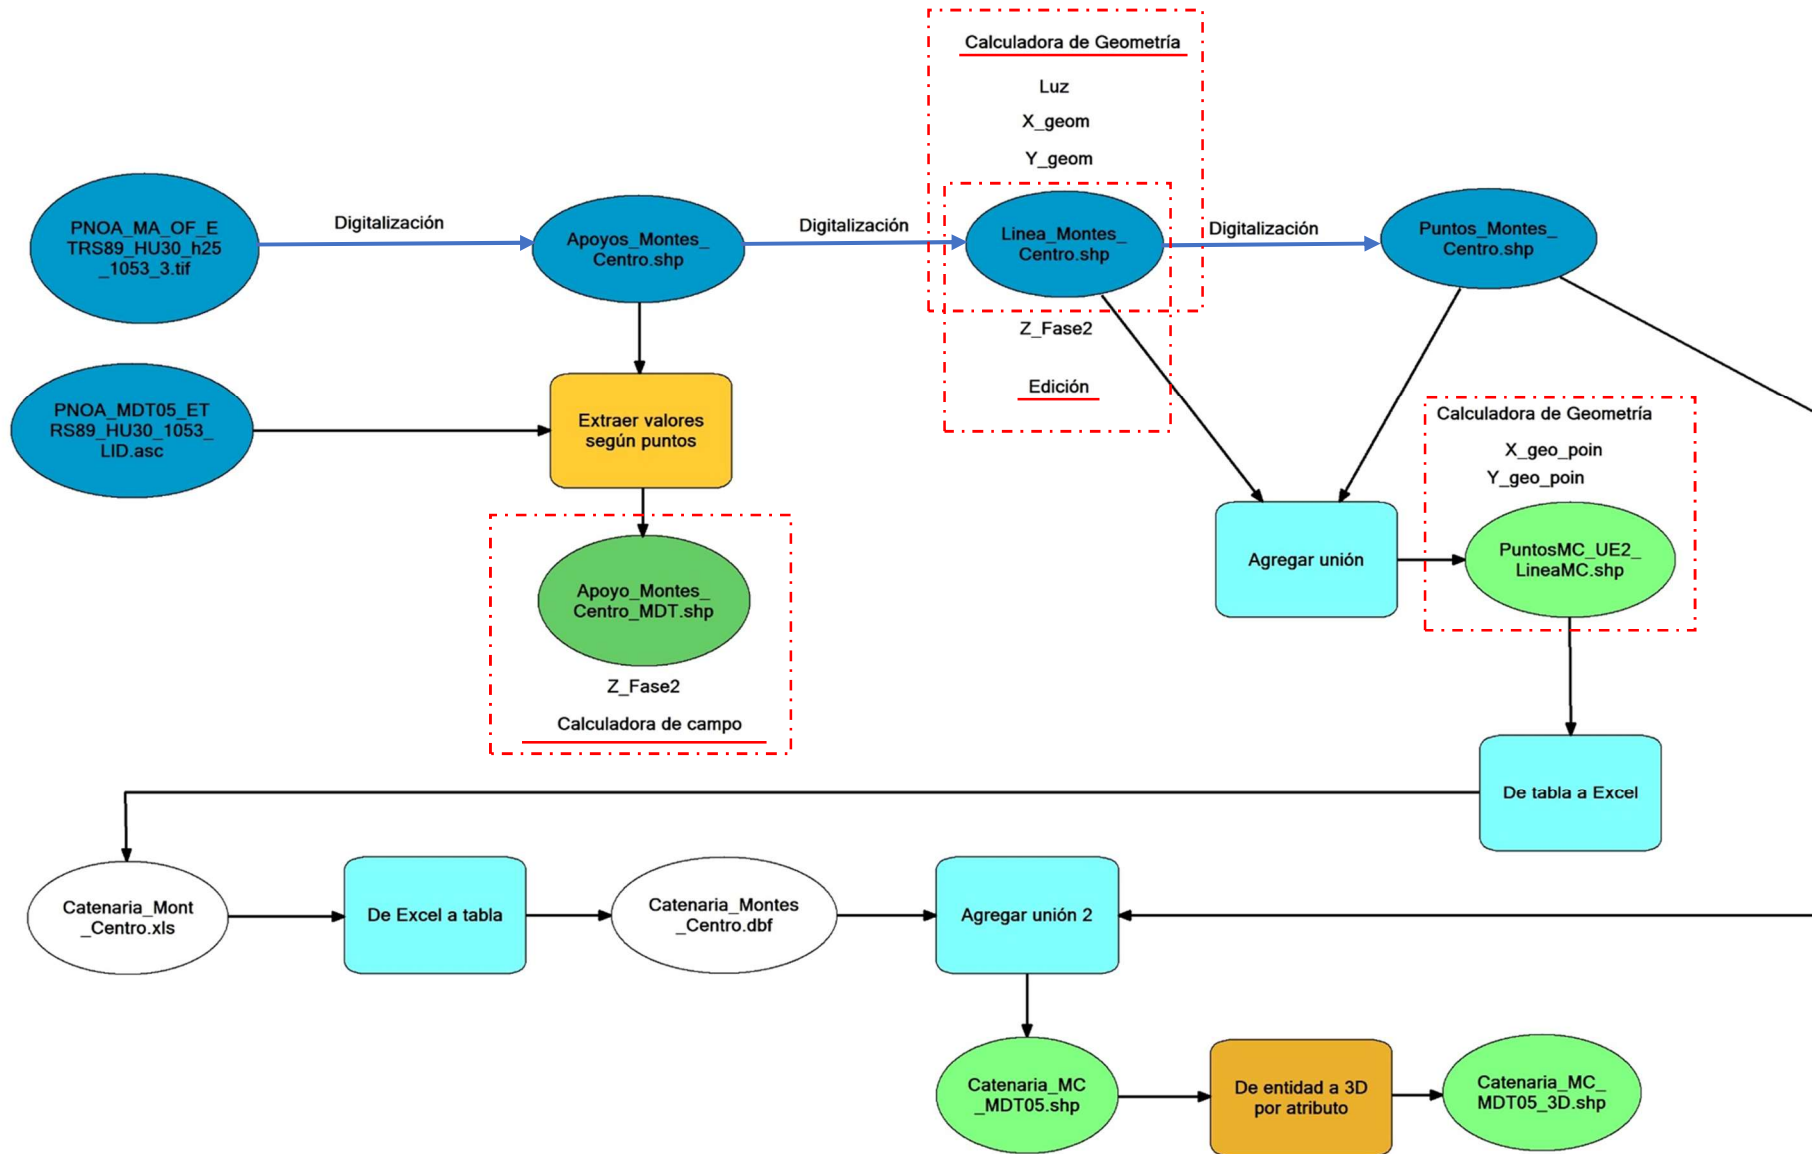 Calculadora de Geometría
Luz
X_geom
Y_geom
PNOA_MA_OF_E
TRS89_HU30_h25
_1053_3.tif
Digitalización
Apoyos_Montes_
Centro.shp
Digitalización
Linea_Montes_
Centro.shp
Digitalización
Puntos_Montes_
Centro.shp
Z_Fase2
Edición
PNOA_MDT05_ET
RS89_HU30_1053_
LID.asc
Extraer valores
según puntos
Calculadora de Geometría
X_geo_poin
Y_geo_poin
Agregar unión
PuntosMC_UE2_
LineaMC.shp
Apoyo_Montes_
Centro_MDT.shp
Z_Fase2
Calculadora de campo
De tabla a Excel
Catenaria_Mont
_Centro.xls
De Excel a tabla
Catenaria_Montes
_Centro.dbf
Agregar unión 2
Catenaria_MC
_MDT05.shp
De entidad a 3D
por atributo
Catenaria_MC_
MDT05_3D.shp